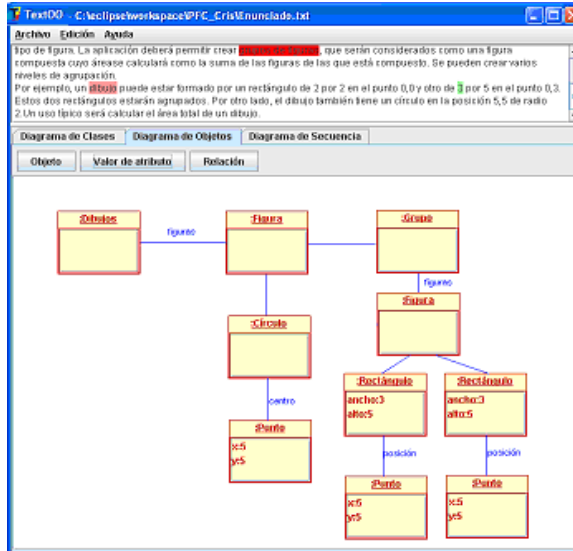 TextOO - C:\eclipse\workspace\PFC_Cris\Enunciado.txt
Archivo Edición Ayuda
tipo de figura. La aplicación deberá permitir crear que serán considerados como una figura
compuesta cuyo árease calculará como la suma de las figuras de las que está compuesto. Se pueden crear varios
niveles de agrupación.
Por ejemplo, un dibujo puede estar formado por un rectángulo de 2 por 2 en el punto 0,0 y otro de 3 por 5 en el punto 0,3.
Estos dos rectángulos estarán agrupados. Por otro lado, el dibujo también tiene un círculo en la posición 5,5 de radio
2.Un uso típico será calcular el área total de un dibujo.
Diagrama de Clases Diagrama de Objetos Diagrama de Secuencia
Objeto Valor de atributo Relación
:Dibujos :Figura :Grupo
figuras
figuras
:Figura
:Círculo
:Rectángulo :Rectángulo
ancho:3 ancho:3
alto:5 alto:5
centro
:Punto
x:5
y:5
posición posición
:Punto :Punto
x:5 x:5
y:5 y:5